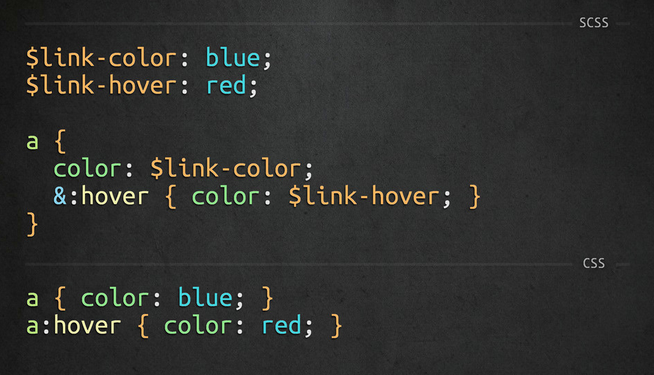 SCSS
$link-color: blue;
$link-hover: red;
a {
  color: $link-color;
  &:hover { color: $link-hover; }
}
CSS
a { color: blue; }
a:hover { color: red; }